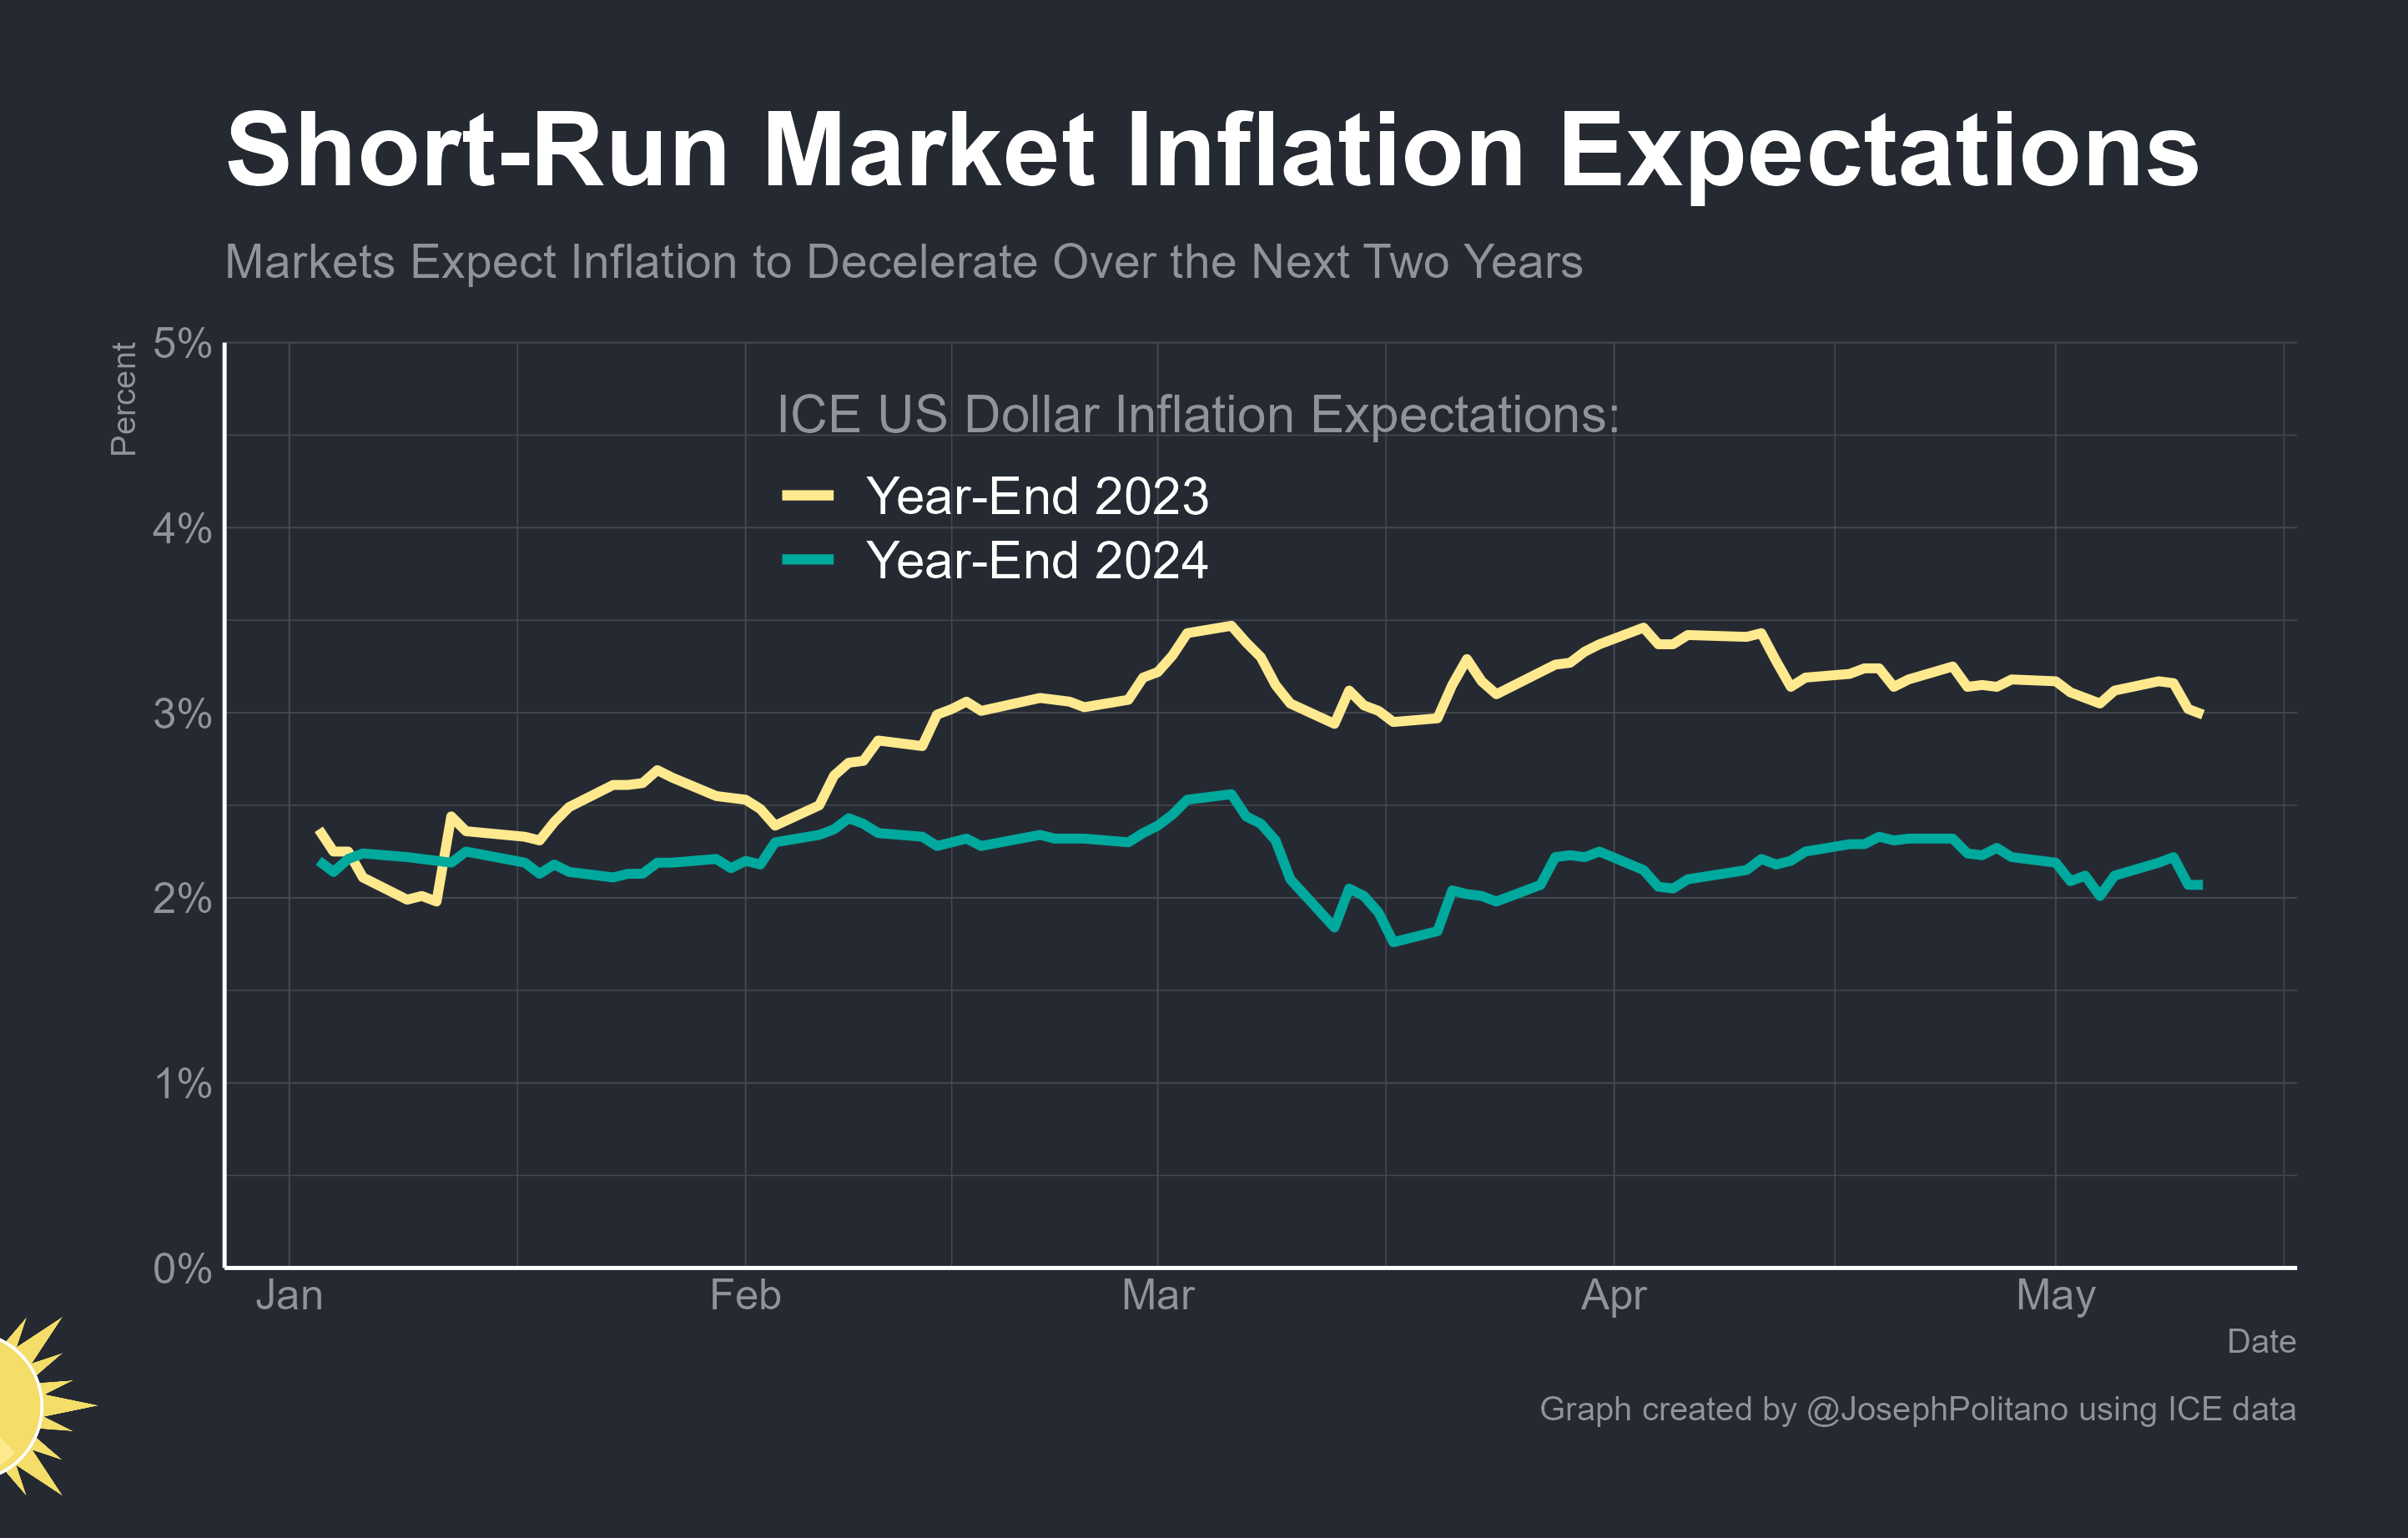 Short-Run Market Inflation Expectations
Markets Expect Inflation to Decelerate Over the Next Two Years
Percent
5%
4%
3%
2%
1%
0%
ICE US Dollar Inflation Expectations:
Year-End 2023
Year-End 2024
Jan Feb Mar Apr May
Date
Graph created by @JosephPolitano using ICE data